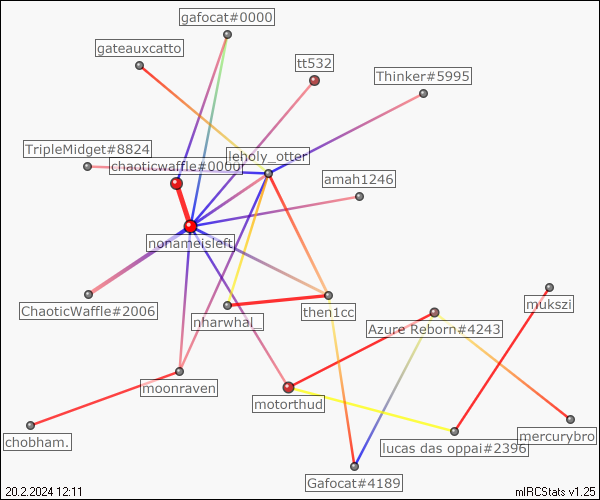 gafocat#0000
gateauxcatto
tt532
Thinker#5995
TripleMidget#8824
leholy_otter
chaoticwaffle#0000
amah1246
nonameisleft
ChaoticWaffle#2006
mukszi
then1cc
nharwhal_
Azure Reborn#4243
moonraven
motorthud
chobham.
mercurybro
lucas das oppai#2396
Gafocat#4189
20.2.2024 12:11
mIRCStats v1.25